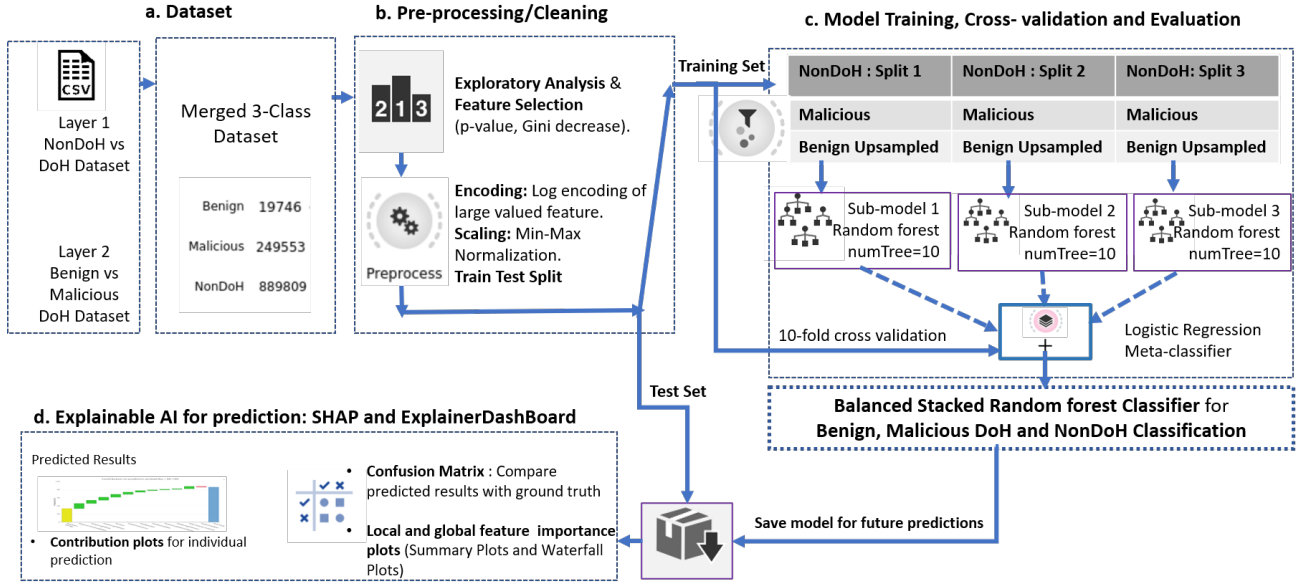 a. Dataset
CSV
Layer 1
NonDoH vs
DoH Dataset
Layer 2
Benign vs
Malicious
DoH Dataset
Merged 3-Class
Dataset
Benign 19746
Malicious 249553
NonDoH 889809
b. Pre-processing/Cleaning
2 1 3
Exploratory Analysis &
Feature Selection
(p-value, Gini decrease).
Preprocess
Encoding: Log encoding of
large valued feature.
Scaling: Min-Max
Normalization.
Train Test Split
Training Set
Test Set
c. Model Training, Cross- validation and Evaluation
NonDoH : Split 1 NonDoH : Split 2 NonDoH: Split 3
Malicious Malicious Malicious
Benign Upsampled Benign Upsampled Benign Upsampled
Sub-model 1
Random forest
numTree=10
Sub-model 2
Random forest
numTree=10
Sub-model 3
Random forest
numTree=10
10-fold cross validation
+
Logistic Regression
Meta-classifier
Balanced Stacked Random forest Classifier for
Benign, Malicious DoH and NonDoH Classification
Save model for future predictions
d. Explainable AI for prediction: SHAP and ExplainerDashBoard
Predicted Results
• Contribution plots for individual
prediction
• Confusion Matrix : Compare
predicted results with ground truth
• Local and global feature importance
plots (Summary Plots and Waterfall
Plots)